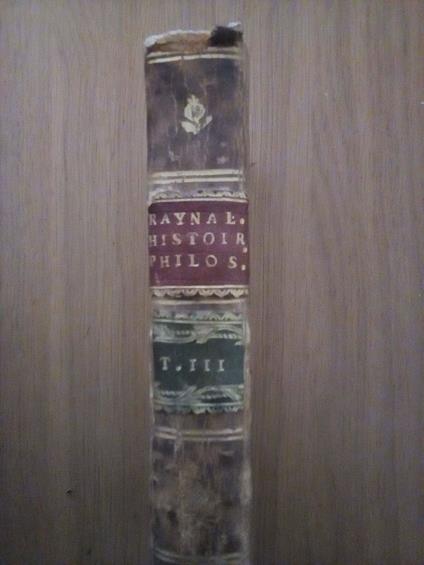 RAYNAL.
HISTOIR.
PHILOS.
T. III